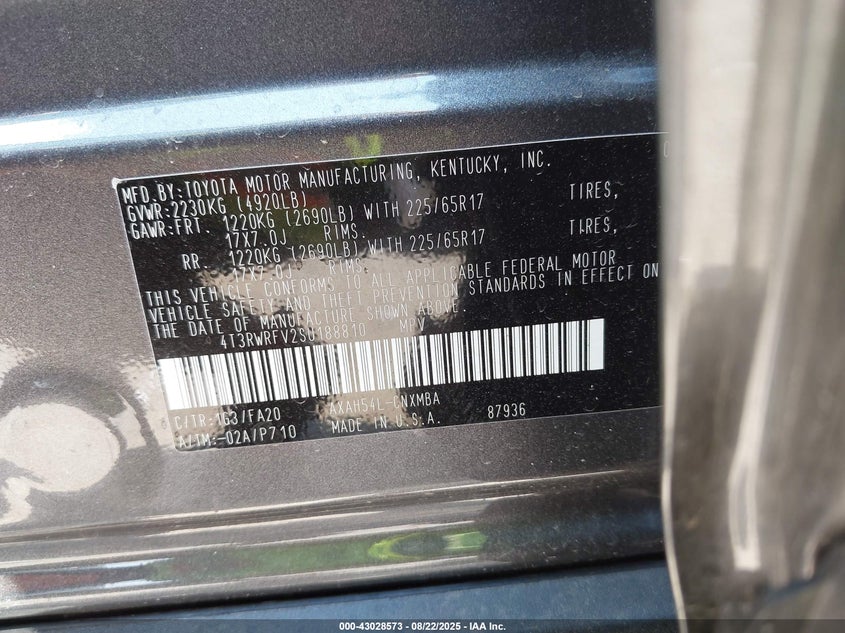 MFD.BY:TOYOTA MOTOR MANUFACTURING, KENTUCKY, INC.
GVWR:2230KG (4920LB)
GAWR:FRT. 1220KG (2690LB) WITH 225/65R17 TIRES,
17X7.0J RIMS.
RR. 1220KG (2690LB) WITH 225/65R17 TIRES,
17X7.0J RIMS.
THIS VEHICLE CONFORMS TO ALL APPLICABLE FEDERAL MOTOR
VEHICLE SAFETY AND THEFT PREVENTION STANDARDS IN EFFECT ON
THE DATE OF MANUFACTURE SHOWN ABOVE.
4T3RWRFV2SU188810 MPV
C/TR:1G3/FA20 AXAH54L-CNXMBA
A/TM:-02A/P710 MADE IN U.S.A. 87936
000-43028573 - 08/22/2025 - IAA Inc.